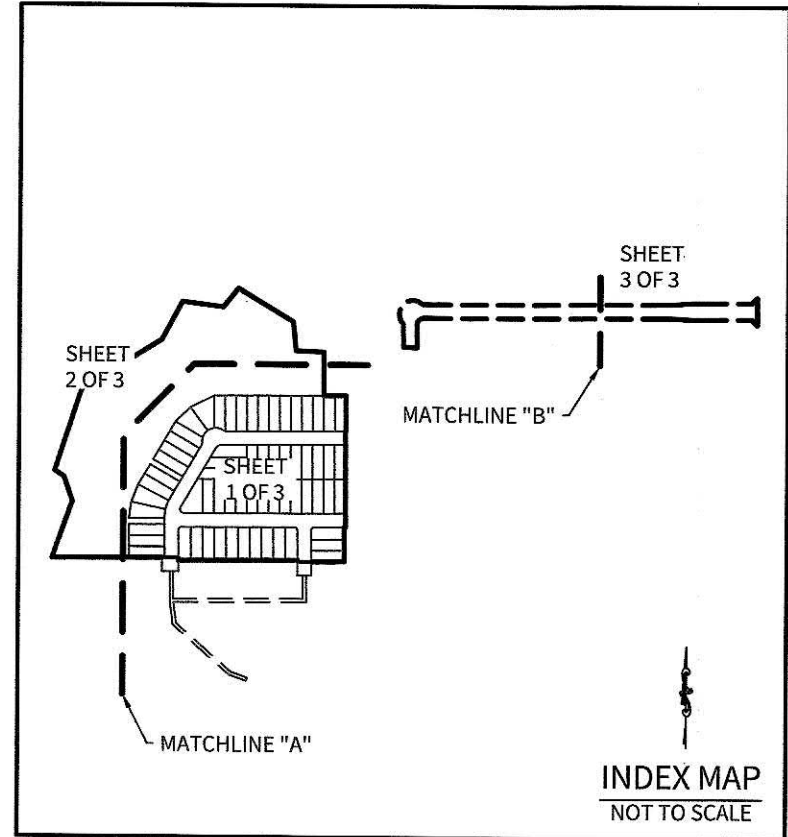 SHEET
3 OF 3
SHEET
2 OF 3
MATCHLINE "B"
SHEET
1 OF 3
MATCHLINE "A"
INDEX MAP
NOT TO SCALE